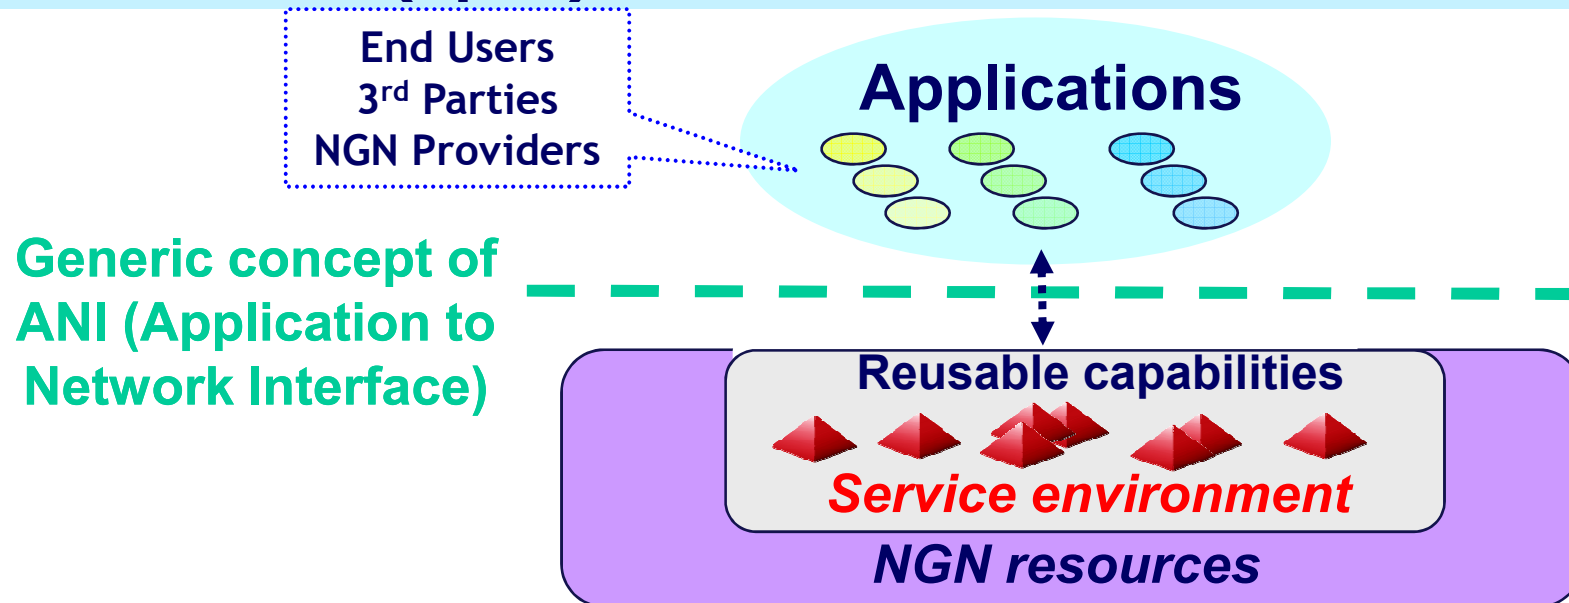 End Users
3rd Parties
NGN Providers
Applications
Generic concept of
ANI (Application to
Network Interface)
Reusable capabilities
Service environment
NGN resources